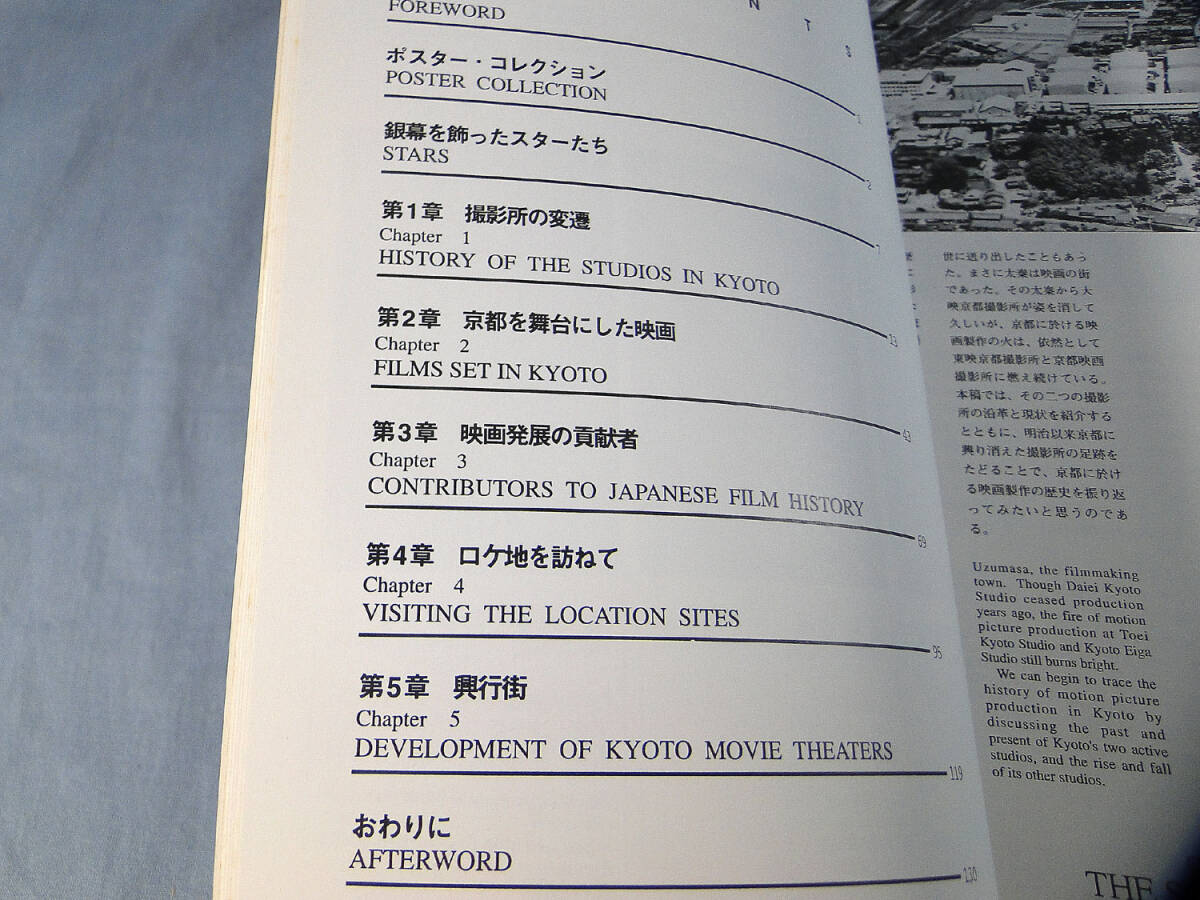 N
T
S
FOREWORD
1
ポスター・コレクション
POSTER COLLECTION
2
銀幕を飾ったスターたち
STARS
7
第1章 撮影所の変遷
Chapter 1
HISTORY OF THE STUDIOS IN KYOTO
13
第2章 京都を舞台にした映画
Chapter 2
FILMS SET IN KYOTO
43
第3章 映画発展の貢献者
Chapter 3
CONTRIBUTORS TO JAPANESE FILM HISTORY
69
第4章 ロケ地を訪ねて
Chapter 4
VISITING THE LOCATION SITES
95
第5章 興行街
Chapter 5
DEVELOPMENT OF KYOTO MOVIE THEATERS
119
おわりに
AFTERWORD
130
世に送り出したこともあっ
た。まさに太秦は映画の街
であった。その太秦から大
映京都撮影所が姿を消して
久しいが、京都に於ける映
画製作の火は、依然として
東映京都撮影所と京都映画
撮影所に燃え続けている。
本稿では、その二つの撮影
所の沿革と現状を紹介する
とともに、明治以来京都に
興り消えた撮影所の足跡を
たどることで、京都に於け
る映画製作の歴史を振り返
ってみたいと思うのであ
る。
Uzumasa, the filmmaking
town. Though Daiei Kyoto
Studio ceased production
years ago, the fire of motion
picture production at Toei
Kyoto Studio and Kyoto Eiga
Studio still burns bright.
We can begin to trace the
history of motion picture
production in Kyoto by
discussing the past and
present of Kyoto's two active
studios, and the rise and fall
of its other studios.
THE